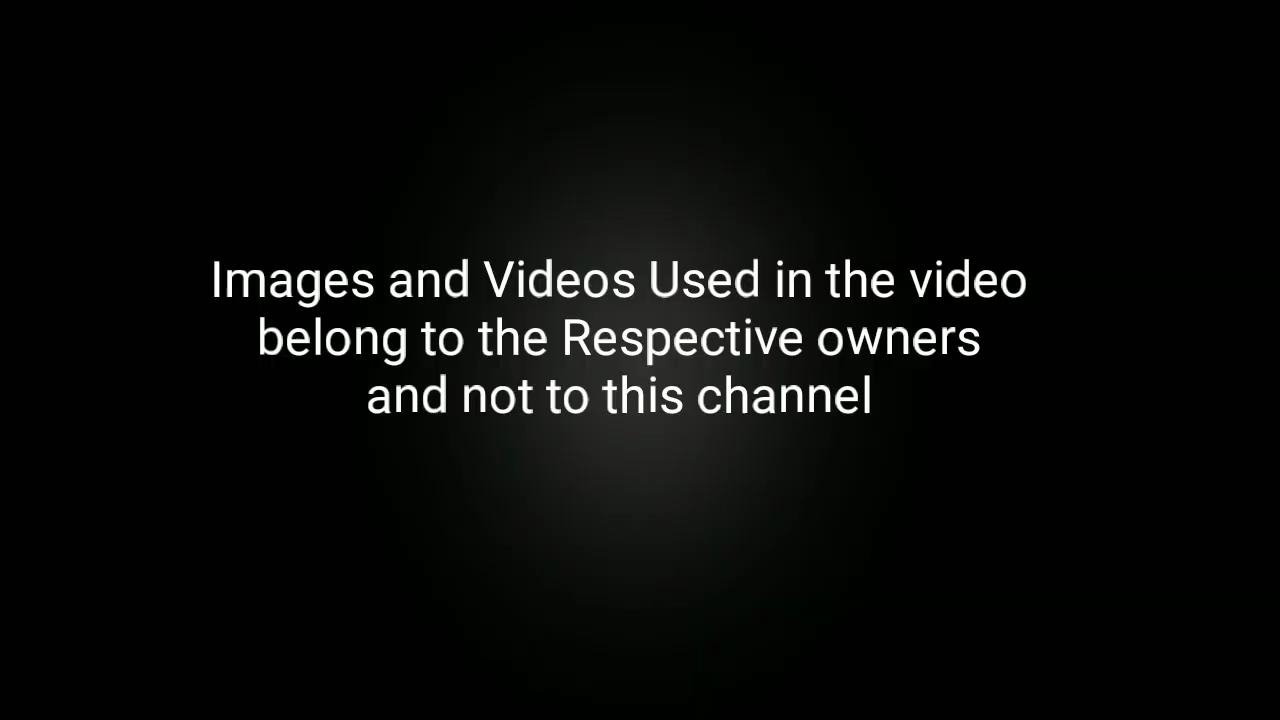 Images and Videos Used in the video
belong to the Respective owners
and not to this channel